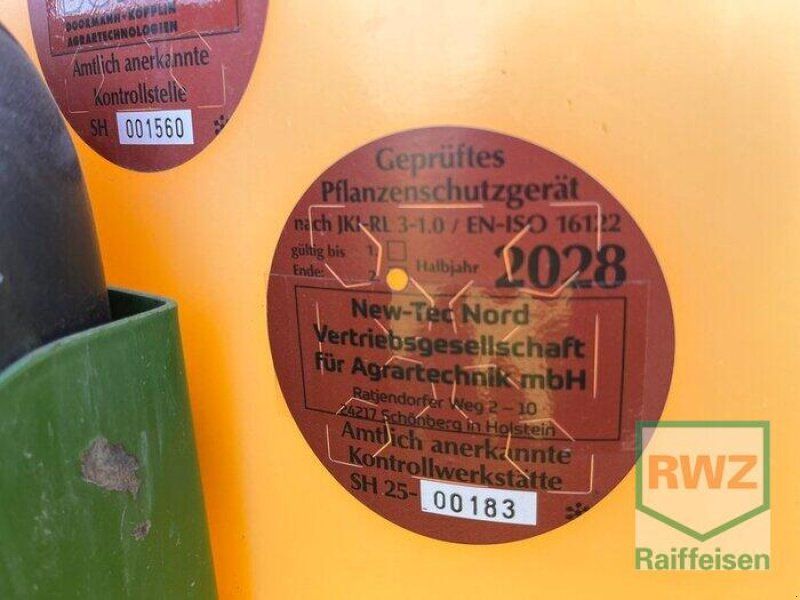 DOORMANN+KÖPPLIN
AGRARTECHNOLOGIEN
Amtlich anerkannte
Kontrollstelle
SH 001560
Geprüftes
Pflanzenschutzgerät
nach JKI-RL 3-1.0 / EN-ISO 16122
gültig bis 1.
Ende: 2. Halbjahr 2028
New-Tec Nord
Vertriebsgesellschaft
für Agrartechnik mbH
Ratjendorfer Weg 2 – 10
24217 Schönberg in Holstein
Amtlich anerkannte
Kontrollwerkstätte
SH 25- 00183
RWZ
Raiffeisen